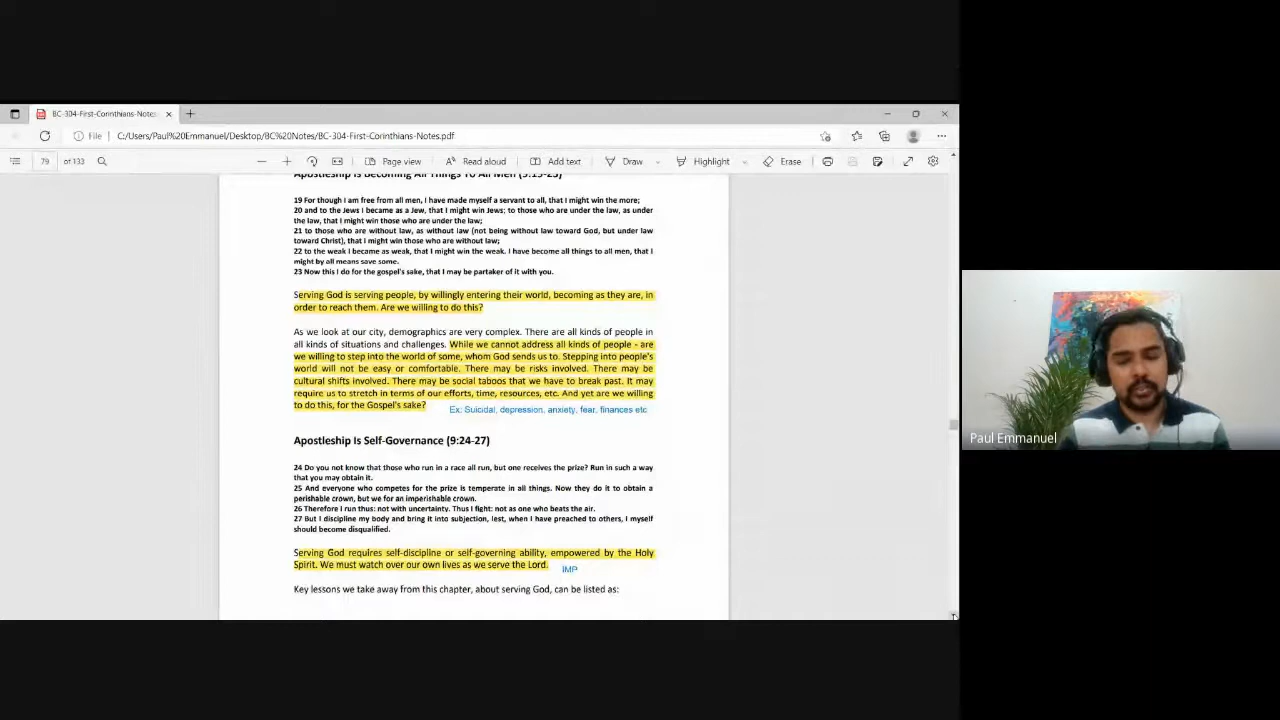 BC-304-First-Corinthians-Notes
File
C:/Users/Paul%20Emmanuel/Desktop/BC%20Notes/BC-304-First-Corinthians-Notes.pdf
79 of 133
Page view
Read aloud
Add text
Draw
Highlight
Erase
Apostleship Is Becoming All Things To All Men
19 For though I am free from all men, I have made myself a servant to all, that I might win the more;
20 and to the Jews I became as a Jew, that I might win Jews; to those who are under the law, as under
the law, that I might win those who are under the law;
21 to those who are without law, as without law (not being without law toward God, but under law
toward Christ), that I might win those who are without law;
22 to the weak I became as weak, that I might win the weak. I have become all things to all men, that I
might by all means save some.
23 Now this I do for the gospel's sake, that I may be partaker of it with you.
Serving God is serving people, by willingly entering their world, becoming as they are, in
order to reach them. Are we willing to do this?
As we look at our city, demographics are very complex. There are all kinds of people in
all kinds of situations and challenges. While we cannot address all kinds of people - are
we willing to step into the world of some, whom God sends us to. Stepping into people's
world will not be easy or comfortable. There may be risks involved. There may be
cultural shifts involved. There may be social taboos that we have to break past. It may
require us to stretch in terms of our efforts, time, resources, etc. And yet are we willing
to do this, for the Gospel's sake?
Ex: Suicidal, depression, anxiety, fear, finances etc
Apostleship Is Self-Governance (9:24-27)
24 Do you not know that those who run in a race all run, but one receives the prize? Run in such a way
that you may obtain it.
25 And everyone who competes for the prize is temperate in all things. Now they do it to obtain a
perishable crown, but we for an imperishable crown.
26 Therefore I run thus: not with uncertainty. Thus I fight: not as one who beats the air.
27 But I discipline my body and bring it into subjection, lest, when I have preached to others, I myself
should become disqualified.
Serving God requires self-discipline or self-governing ability, empowered by the Holy
Spirit. We must watch over our own lives as we serve the Lord.
IMP
Key lessons we take away from this chapter, about serving God, can be listed as:
Paul Emmanuel